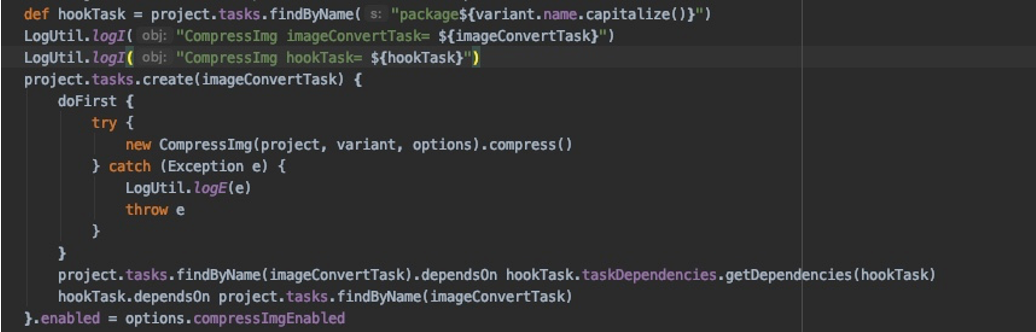 def hookTask = project.tasks.findByName( s: "package${variant.name.capitalize()}")
LogUtil.logI( obj: "CompressImg imageConvertTask= ${imageConvertTask}")
LogUtil.logI( obj: "CompressImg hookTask= ${hookTask}")
project.tasks.create(imageConvertTask) {
    doFirst {
        try {
            new CompressImg(project, variant, options).compress()
        } catch (Exception e) {
            LogUtil.logE(e)
            throw e
        }
    }
    project.tasks.findByName(imageConvertTask).dependsOn hookTask.taskDependencies.getDependencies(hookTask)
    hookTask.dependsOn project.tasks.findByName(imageConvertTask)
}.enabled = options.compressImgEnabled